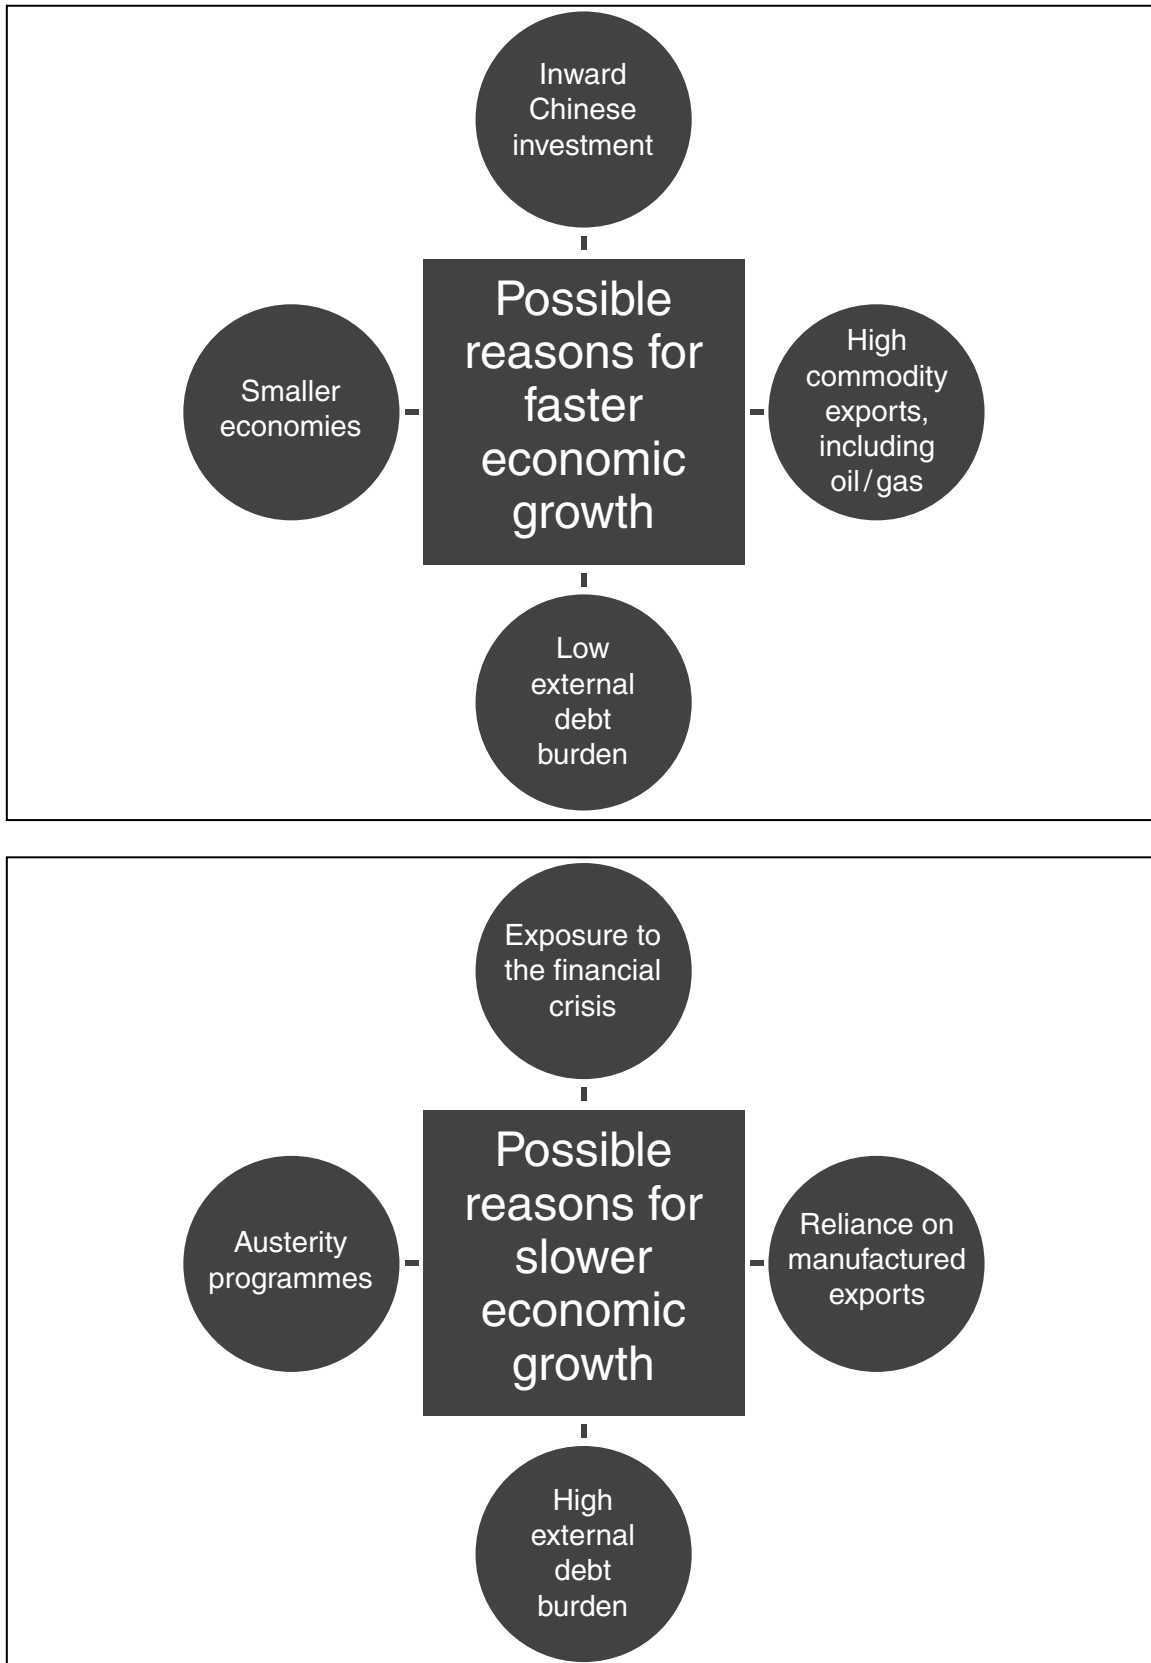 Inward
Chinese
investment
Possible
reasons for
faster
economic
growth
Smaller
economies
High
commodity
exports,
including
oil/gas
Low
external
debt
burden
Exposure to
the financial
crisis
Possible
reasons for
slower
economic
growth
Austerity
programmes
Reliance on
manufactured
exports
High
external
debt
burden